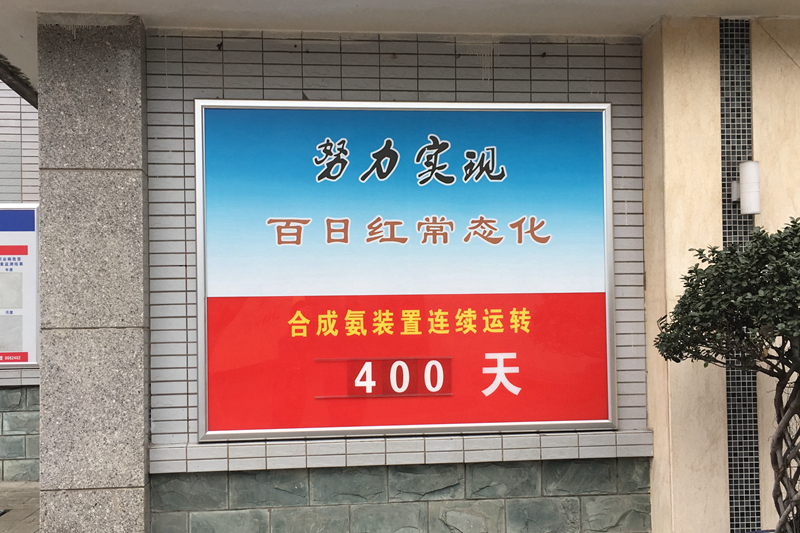 努力实现
百日红常态化
合成氨装置连续运转
400 天